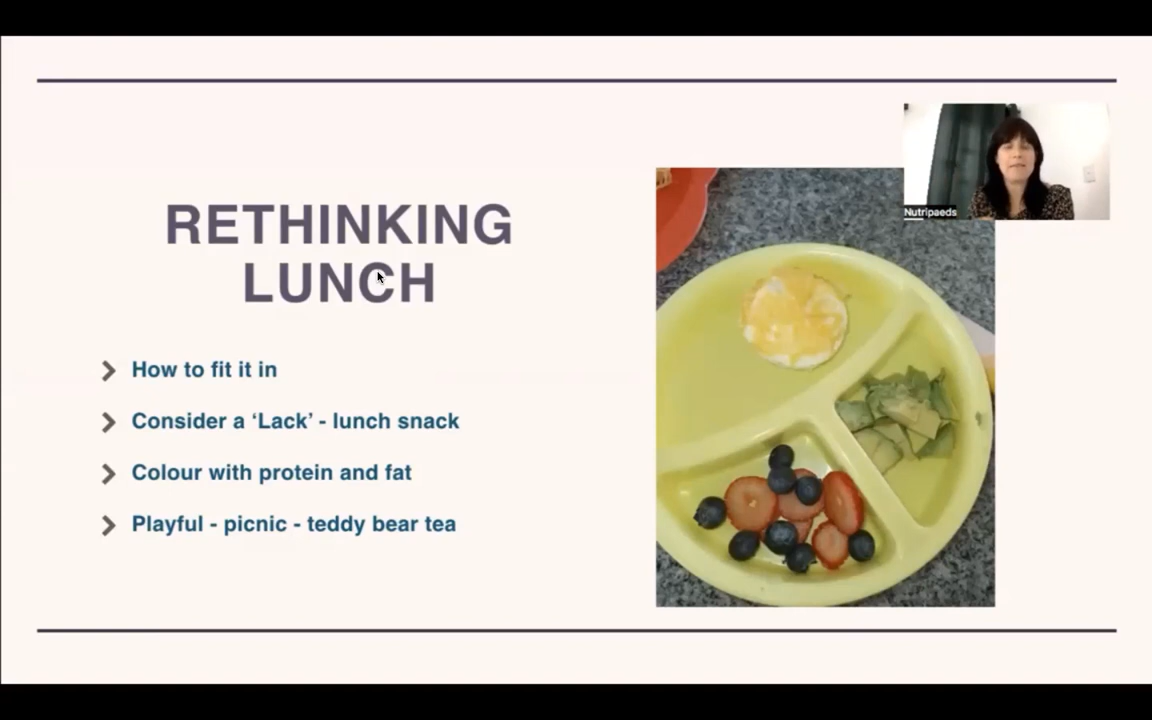 RETHINKING
LUNCH
How to fit it in
Consider a ‘Lack’ - lunch snack
Colour with protein and fat
Playful - picnic - teddy bear tea
Nutripaeds